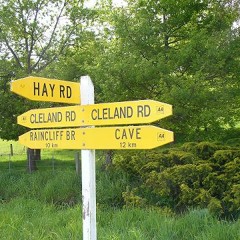 HAY RD
CLELAND RD CLELAND RD
RAINCLIFF BR CAVE
10 km 12 km